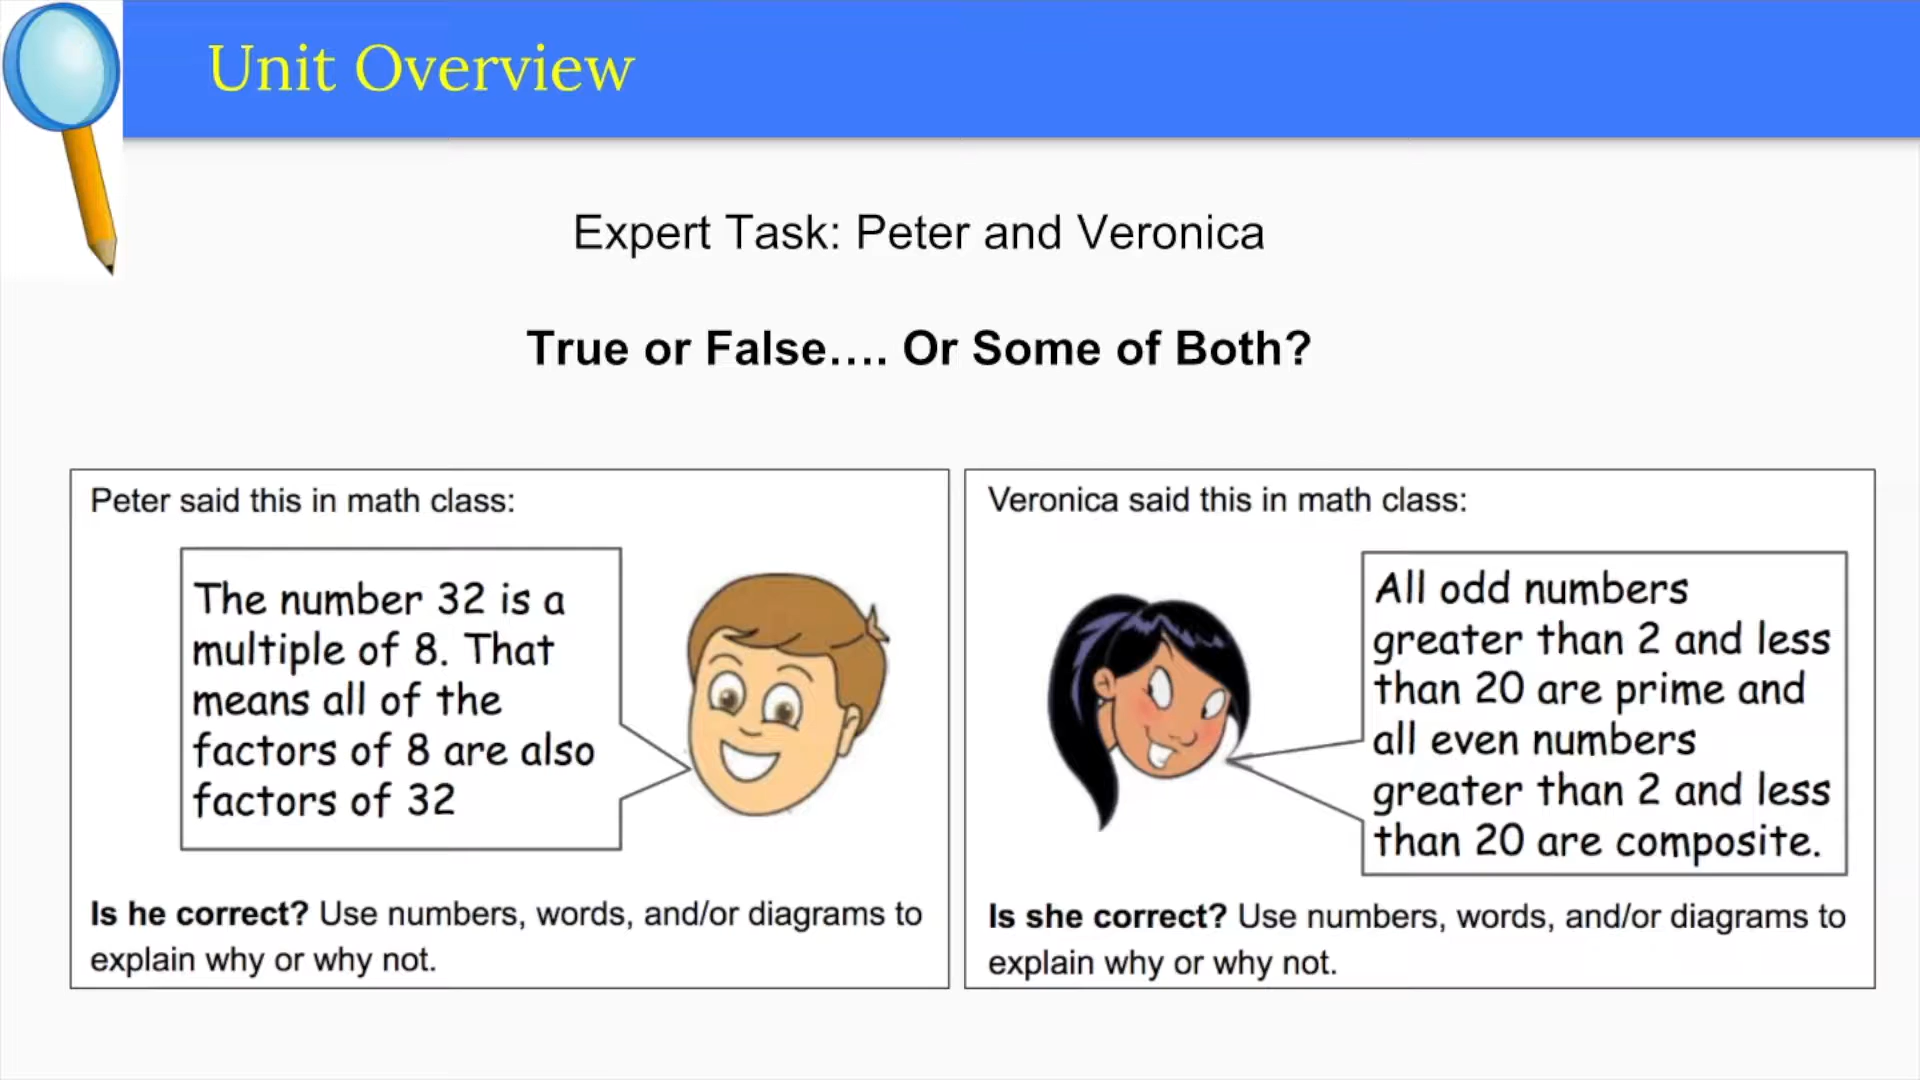 Unit Overview
Expert Task: Peter and Veronica
True or False.... Or Some of Both?
Peter said this in math class:
The number 32 is a
multiple of 8. That
means all of the
factors of 8 are also
factors of 32
Is he correct? Use numbers, words, and/or diagrams to
explain why or why not.
Veronica said this in math class:
All odd numbers
greater than 2 and less
than 20 are prime and
all even numbers
greater than 2 and less
than 20 are composite.
Is she correct? Use numbers, words, and/or diagrams to
explain why or why not.